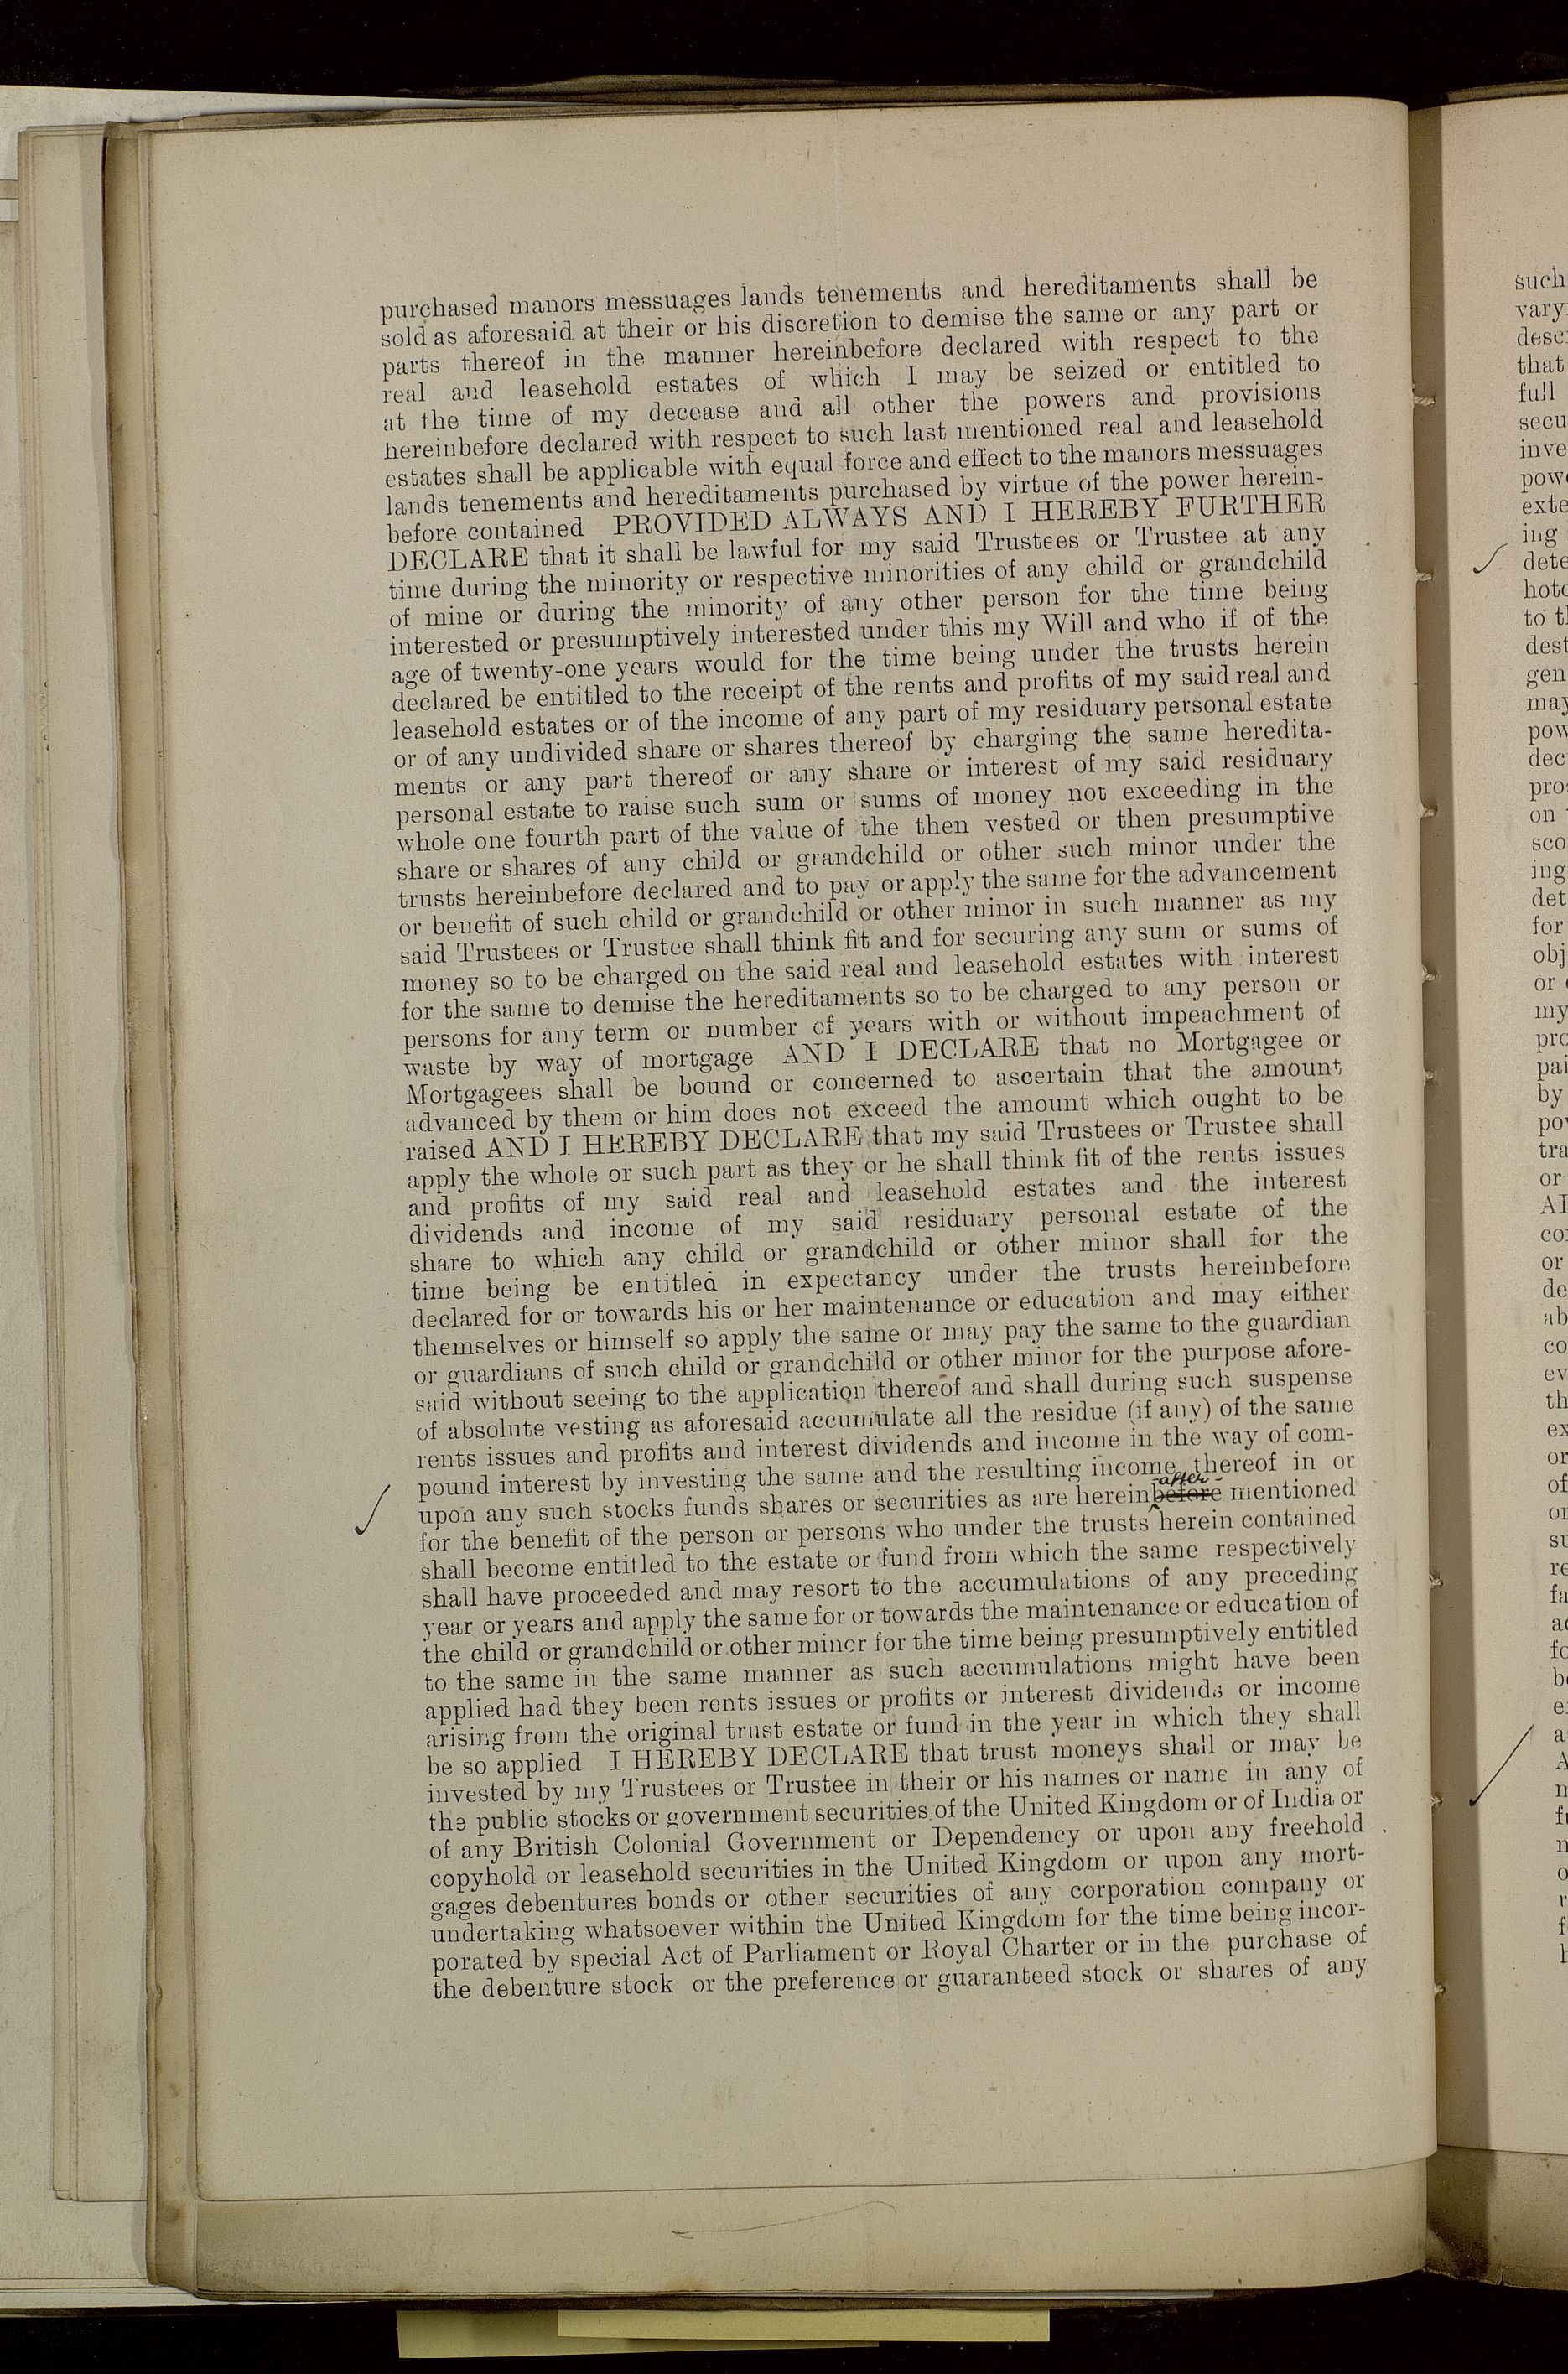 purchased manors messuages lands tenements and hereditaments shall be
sold as aforesaid at their or his discretion to demise the same or any part or
parts thereof in the manner hereinbefore declared with respect to the
real and leasehold estates of which I may be seized or entitled to
at the time of my decease and all other the powers and provisions
hereinbefore declared with respect to such last mentioned real and leasehold
estates shall be applicable with equal force and effect to the manors messuages
lands tenements and hereditaments purchased by virtue of the power herein-
before contained PROVIDED ALWAYS AND I HEREBY FURTHER
DECLARE that it shall be lawful for my said Trustees or Trustee at any
time during the minority or respective minorities of any child or grandchild
of mine or during the minority of any other person for the time being
interested or presumptively interested under this my Will and who if of the
age of twenty-one years would for the time being under the trusts herein
declared be entitled to the receipt of the rents and profits of my said real and
leasehold estates or of the income of any part of my residuary personal estate
or of any undivided share or shares thereof by charging the same heredita-
ments or any part thereof or any share or interest of my said residuary
personal estate to raise such sum or sums of money not exceeding in the
whole one fourth part of the value of the then vested or then presumptive
share or shares of any child or grandchild or other such minor under the
trusts hereinbefore declared and to pay or apply the same for the advancement
or benefit of such child or grandchild or other minor in such manner as my
said Trustees or Trustee shall think fit and for securing any sum or sums of
money so to be charged on the said real and leasehold estates with interest
for the same to demise the hereditaments so to be charged to any person or
persons for any term or number of years with or without impeachment of
waste by way of mortgage AND I DECLARE that no Mortgagee or
Mortgagees shall be bound or concerned to ascertain that the amount
advanced by them or him does not exceed the amount which ought to be
raised AND I HEREBY DECLARE that my said Trustees or Trustee shall
apply the whole or such part as they or he shall think fit of the rents issues
and profits of my said real and leasehold estates and the interest
dividends and income of my said residuary personal estate of the
share to which any child or grandchild or other minor shall for the
time being be entitled in expectancy under the trusts hereinbefore
declared for or towards his or her maintenance or education and may either
themselves or himself so apply the same or may pay the same to the guardian
or guardians of such child or grandchild or other minor for the purpose afore-
said without seeing to the application thereof and shall during such suspense
of absolute vesting as aforesaid accumulate all the residue (if any) of the same
rents issues and profits and interest dividends and income in the way of com-
pound interest by investing the same and the resulting income thereof in or
after
upon any such stocks funds shares or securities as are hereinbefore mentioned
for the benefit of the person or persons who under the trusts herein contained
shall become entitled to the estate or fund from which the same respectively
shall have proceeded and may resort to the accumulations of any preceding
year or years and apply the same for or towards the maintenance or education of
the child or grandchild or other minor for the time being presumptively entitled
to the same in the same manner as such accumulations might have been
applied had they been rents issues or profits or interest dividends or income
arising from the original trust estate or fund in the year in which they shall
be so applied I HEREBY DECLARE that trust moneys shall or may be
invested by my Trustees or Trustee in their or his names or name in any of
the public stocks or government securities of the United Kingdom or of India or
of any British Colonial Government or Dependency or upon any freehold
copyhold or leasehold securities in the United Kingdom or upon any mort-
gages debentures bonds or other securities of any corporation company or
undertaking whatsoever within the United Kingdom for the time being incor-
porated by special Act of Parliament or Royal Charter or in the purchase of
the debenture stock or the preference or guaranteed stock or shares of any